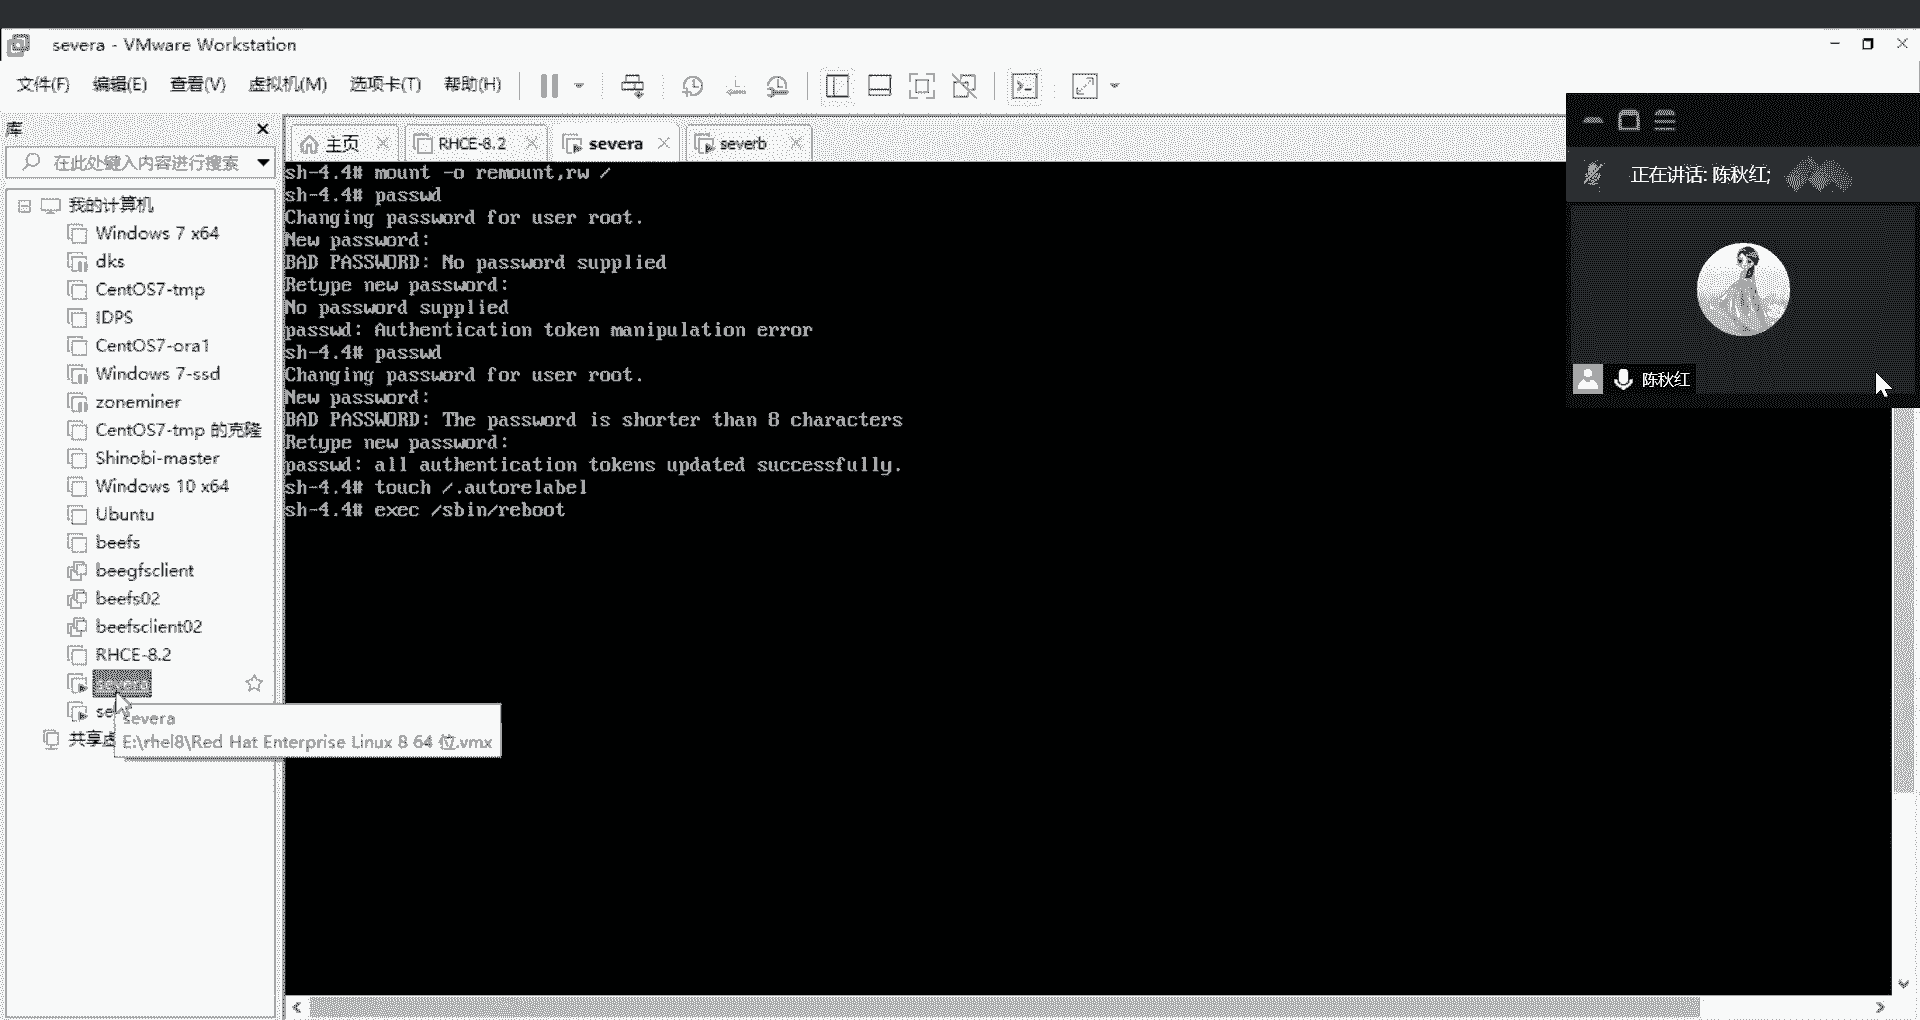 severa - VMware Workstation
文件(F) 编辑(E) 查看(V) 虚拟机(M) 选项卡(T) 帮助(H)
库
在此处键入内容进行搜索
我的计算机
Windows 7 x64
dks
CentOS7-tmp
IDPS
CentOS7-ora1
Windows 7-ssd
zoneminer
CentOS7-tmp 的克隆
Shinobi-master
Windows 10 x64
Ubuntu
beefs
beegfsclient
beefs02
beefsclient02
RHCE-8.2
severa
se
共享虚
severa
E:\rhel8\Red Hat Enterprise Linux 8 64 位.vmx
主页 RHCE-8.2 severa severb
sh-4.4# mount -o remount,rw /
sh-4.4# passwd
Changing password for user root.
New password:
BAD PASSWORD: No password supplied
Retype new password:
No password supplied
passwd: Authentication token manipulation error
sh-4.4# passwd
Changing password for user root.
New password:
BAD PASSWORD: The password is shorter than 8 characters
Retype new password:
passwd: all authentication tokens updated successfully.
sh-4.4# touch /.autorelabel
sh-4.4# exec /sbin/reboot
正在讲话: 陈秋红;
陈秋红